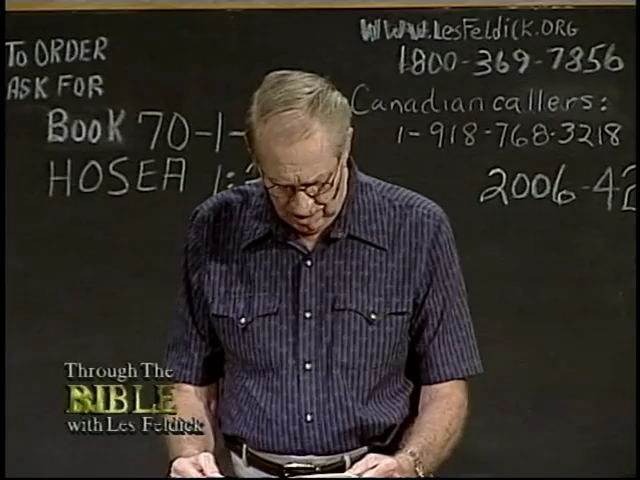 www.LesFeldick.ORG
To ORDER
ASK FOR
1800-369-7856
Canadian callers:
1-918-768-3218
Book 70-1-
HOSEA 1:
2006-42
Through The
BIBLE
with Les Feldick